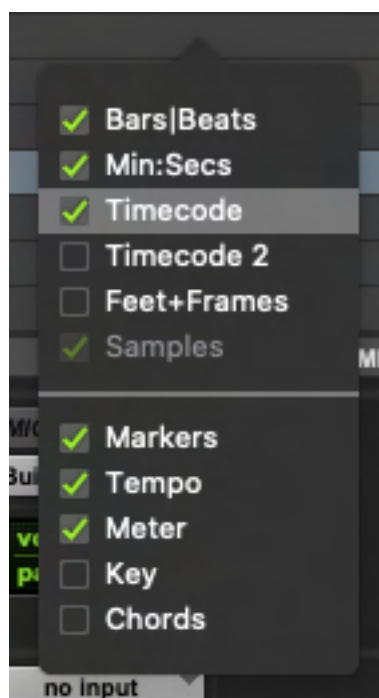 Bars|Beats
Min:Secs
Timecode
Timecode 2
Feet+Frames
Samples
Markers
Tempo
Meter
Key
Chords
no input